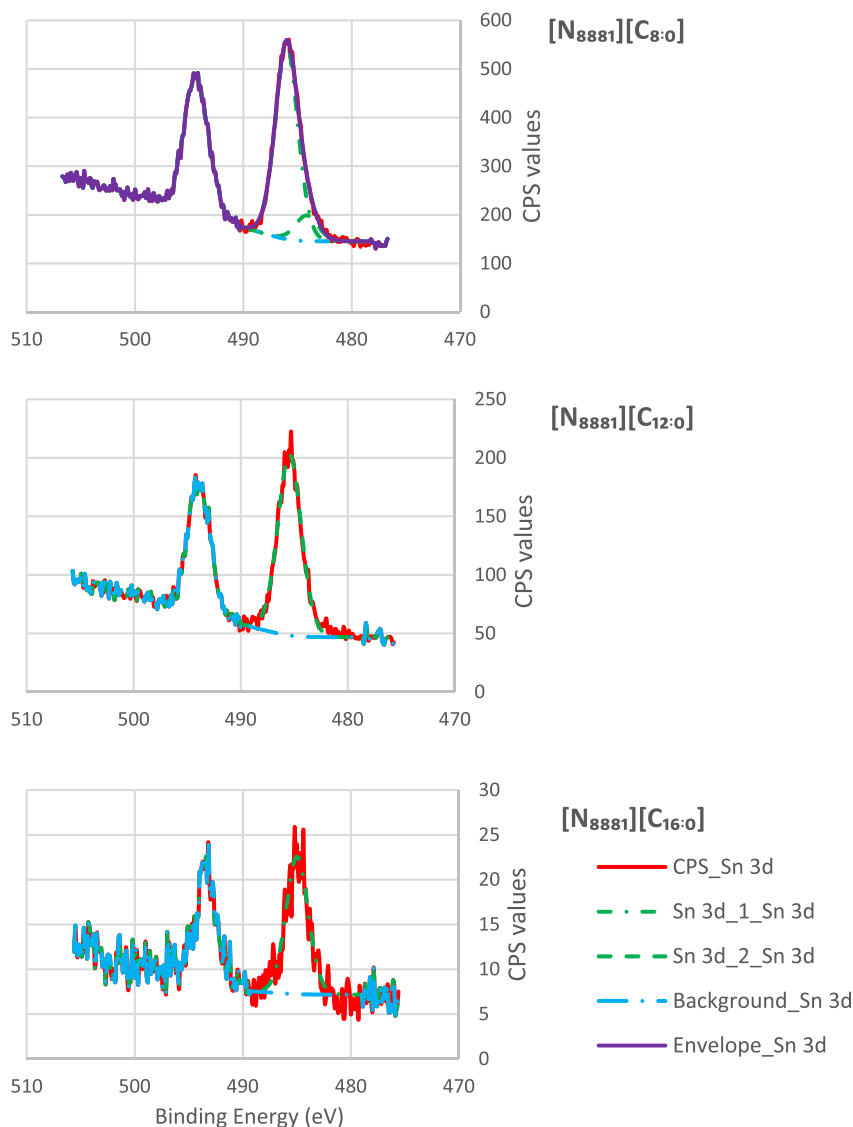 [N₈₈₈₁][C₈:₀]
600
500
400
300
200
100
0
CPS values
510 500 490 480 470
[N₈₈₈₁][C₁₂:₀]
250
200
150
100
50
0
CPS values
510 500 490 480 470
[N₈₈₈₁][C₁₆:₀]
30
25
20
15
10
5
0
CPS values
510 500 490 480 470
Binding Energy (eV)
CPS_Sn 3d
Sn 3d_1_Sn 3d
Sn 3d_2_Sn 3d
Background_Sn 3d
Envelope_Sn 3d